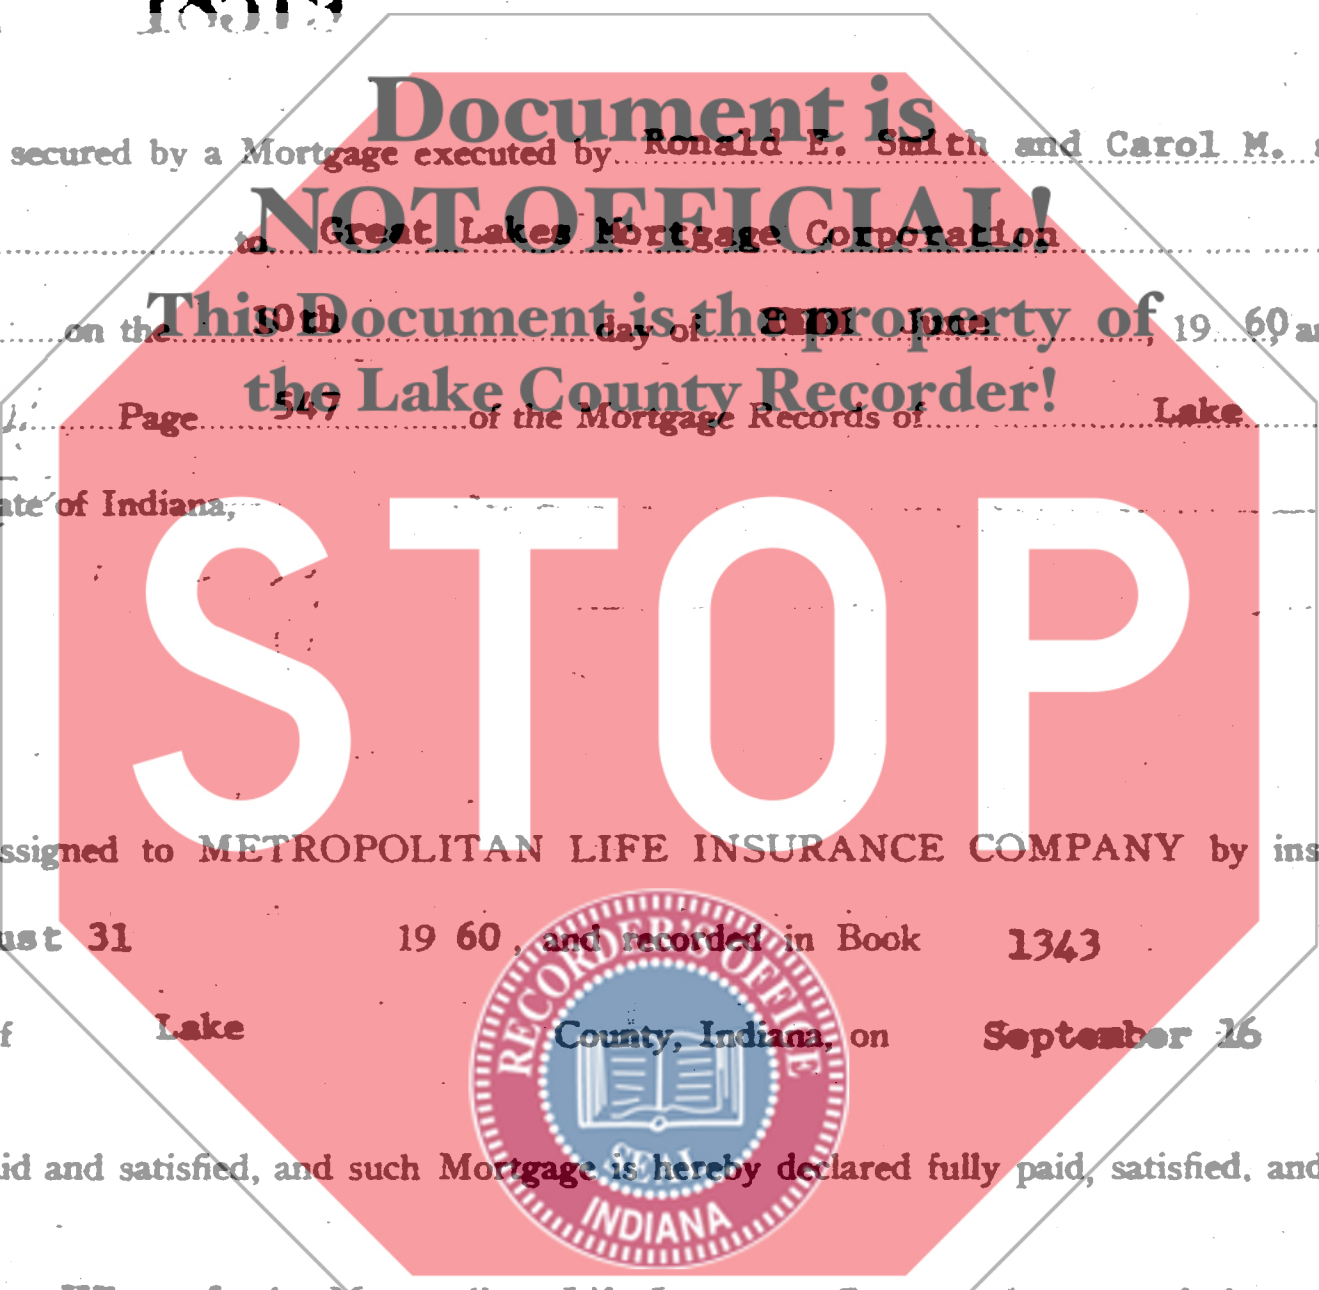 Document is
secured by a Mortgage executed by Ronald E. Smith and Carol M.
NOT OFFICIAL!
to Great Lakes Mortgage Corporation
This Document is the property of
on the 10th day of June, 19 60, 
the Lake County Recorder!
Page 547 of the Mortgage Records of Lake
ate of Indiana,
STOP
ssigned to METROPOLITAN LIFE INSURANCE COMPANY by ins
ust 31 19 60, and recorded in Book 1343
RECORDER'S OFFICE
f Lake County, Indiana, on September 16
SEAL
id and satisfied, and such Mortgage is hereby declared fully paid, satisfied, and
INDIANA